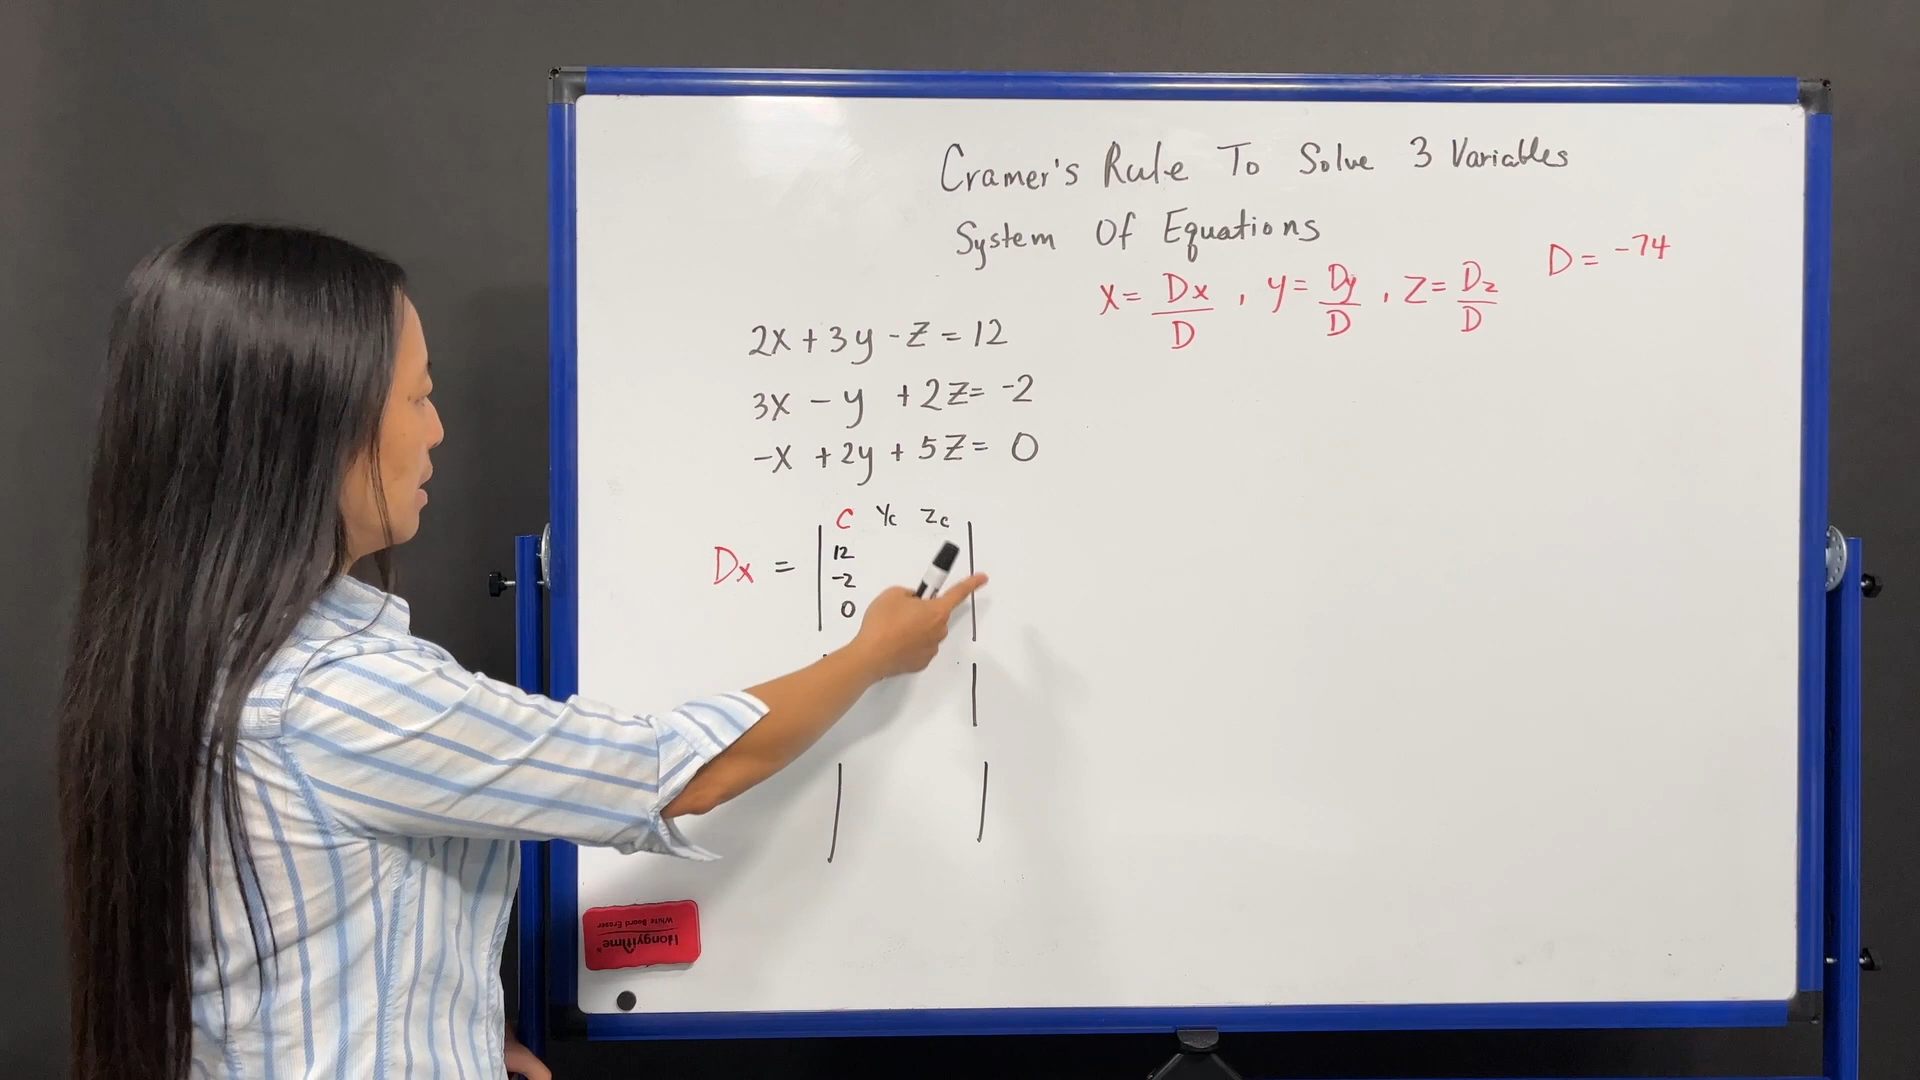 Cramer's Rule To Solve 3 Variables
System Of Equations
D = -74
x = Dx/D , y = Dy/D , z = Dz/D
2x + 3y - z = 12
3x - y + 2z = -2
-x + 2y + 5z = 0
C Yc Zc
Dx =
12
-2
0
HongyiTime
White Board Eraser